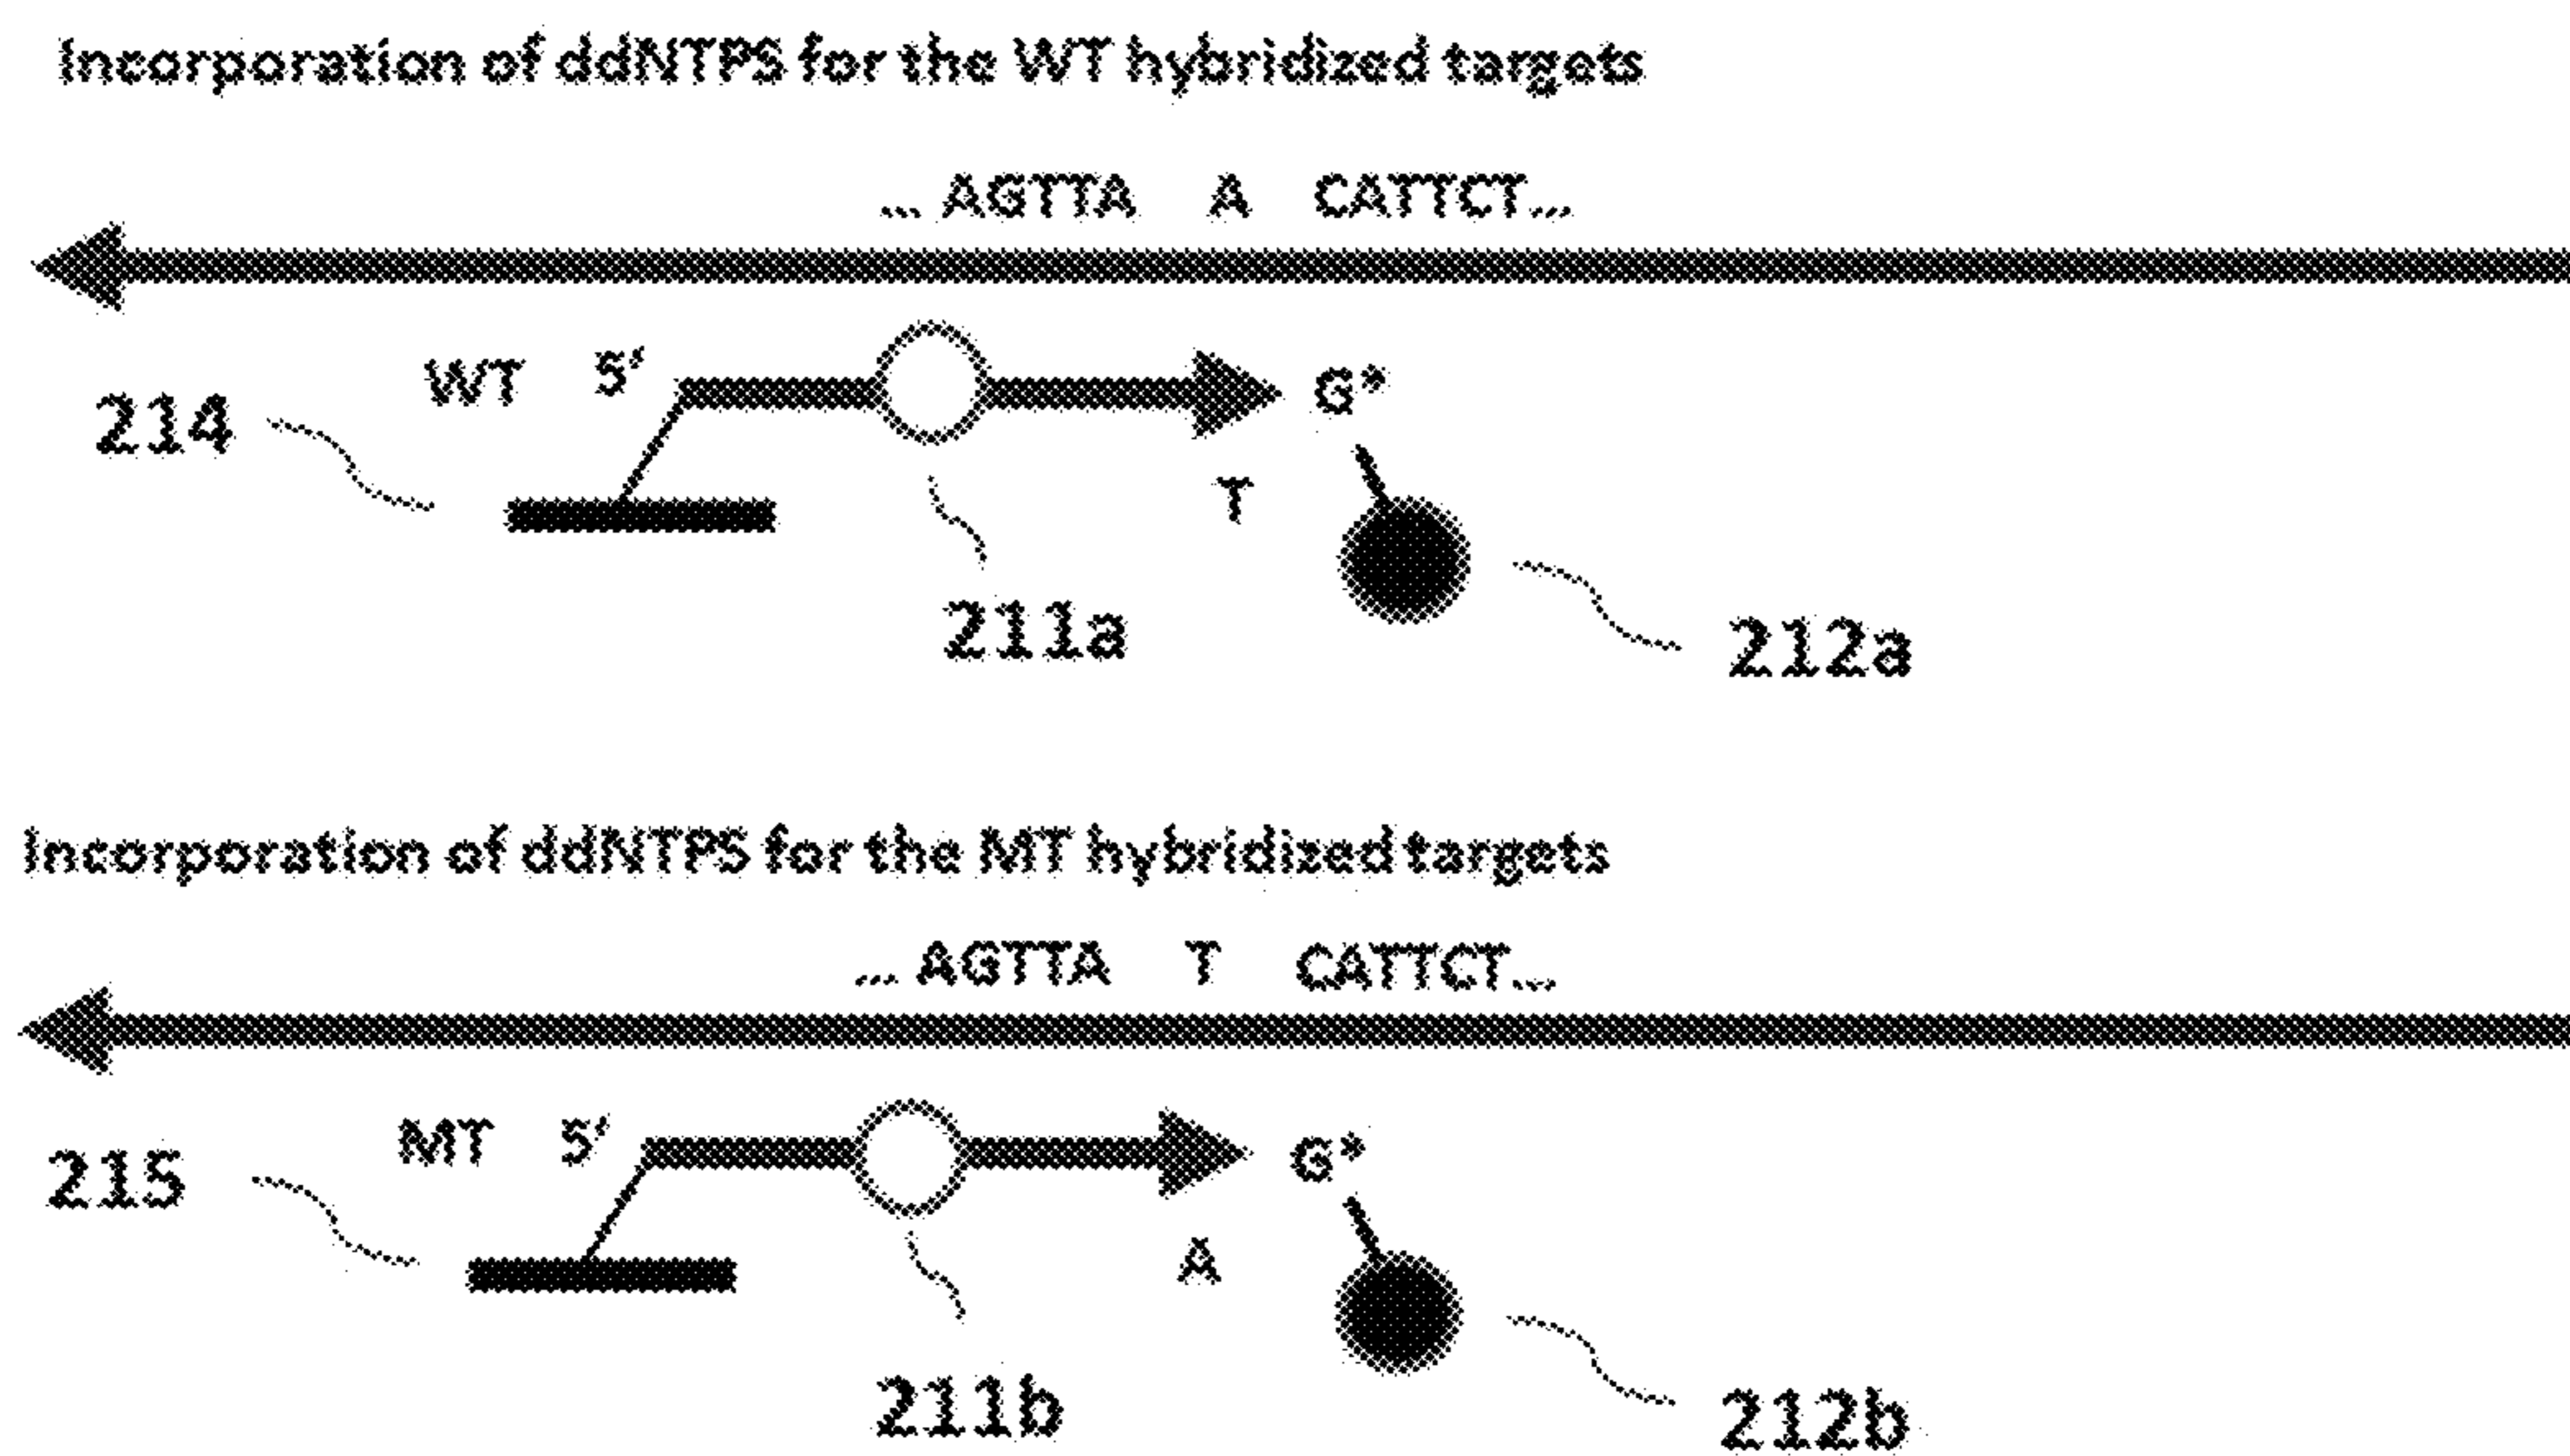 Incorporation of ddNTPS for the WT hybridized targets
... AGTTA A CATTCT...
WT 5' G*
214
T
211a
212a
Incorporation of ddNTPS for the MT hybridized targets
... AGTTA T CATTCT...
MT 5' G*
215
A
211b
212b